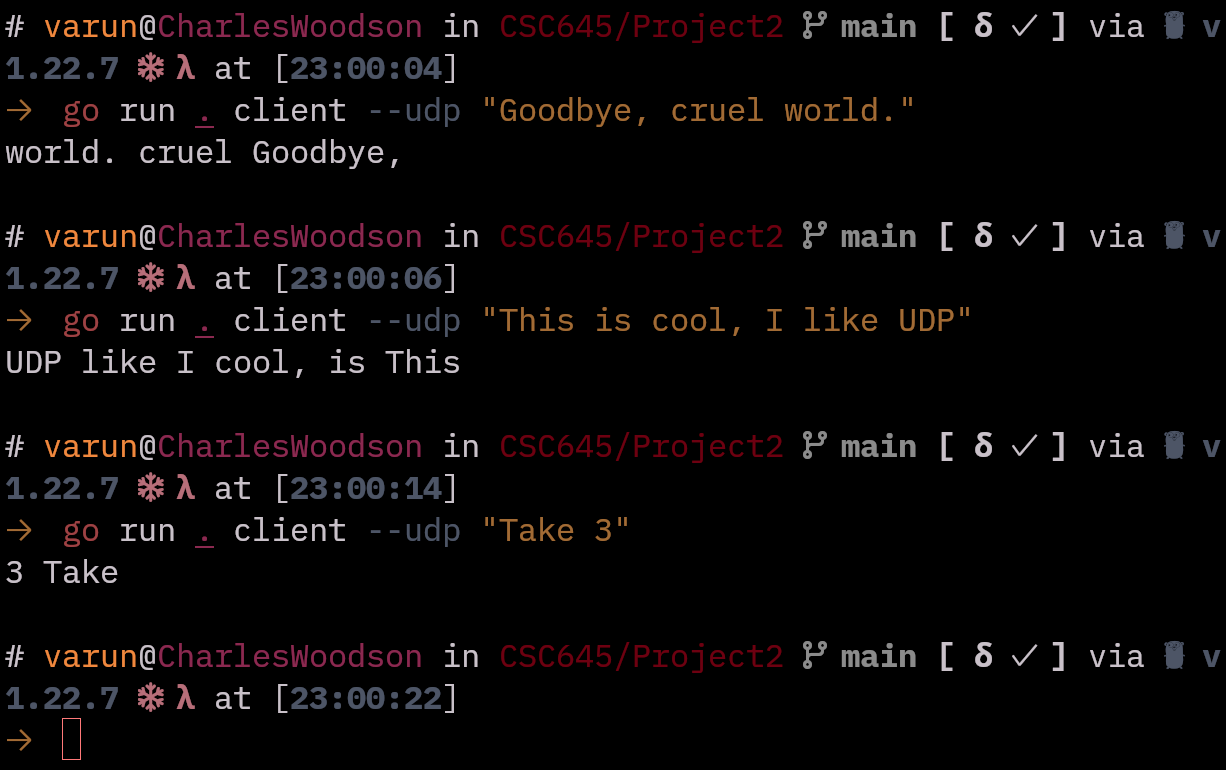 # varun@CharlesWoodson in CSC645/Project2 main [ δ ✓ ] via v
1.22.7 ❄ λ at [23:00:04]
→ go run . client --udp "Goodbye, cruel world."
world. cruel Goodbye,
# varun@CharlesWoodson in CSC645/Project2 main [ δ ✓ ] via v
1.22.7 ❄ λ at [23:00:06]
→ go run . client --udp "This is cool, I like UDP"
UDP like I cool, is This
# varun@CharlesWoodson in CSC645/Project2 main [ δ ✓ ] via v
1.22.7 ❄ λ at [23:00:14]
→ go run . client --udp "Take 3"
3 Take
# varun@CharlesWoodson in CSC645/Project2 main [ δ ✓ ] via v
1.22.7 ❄ λ at [23:00:22]
→